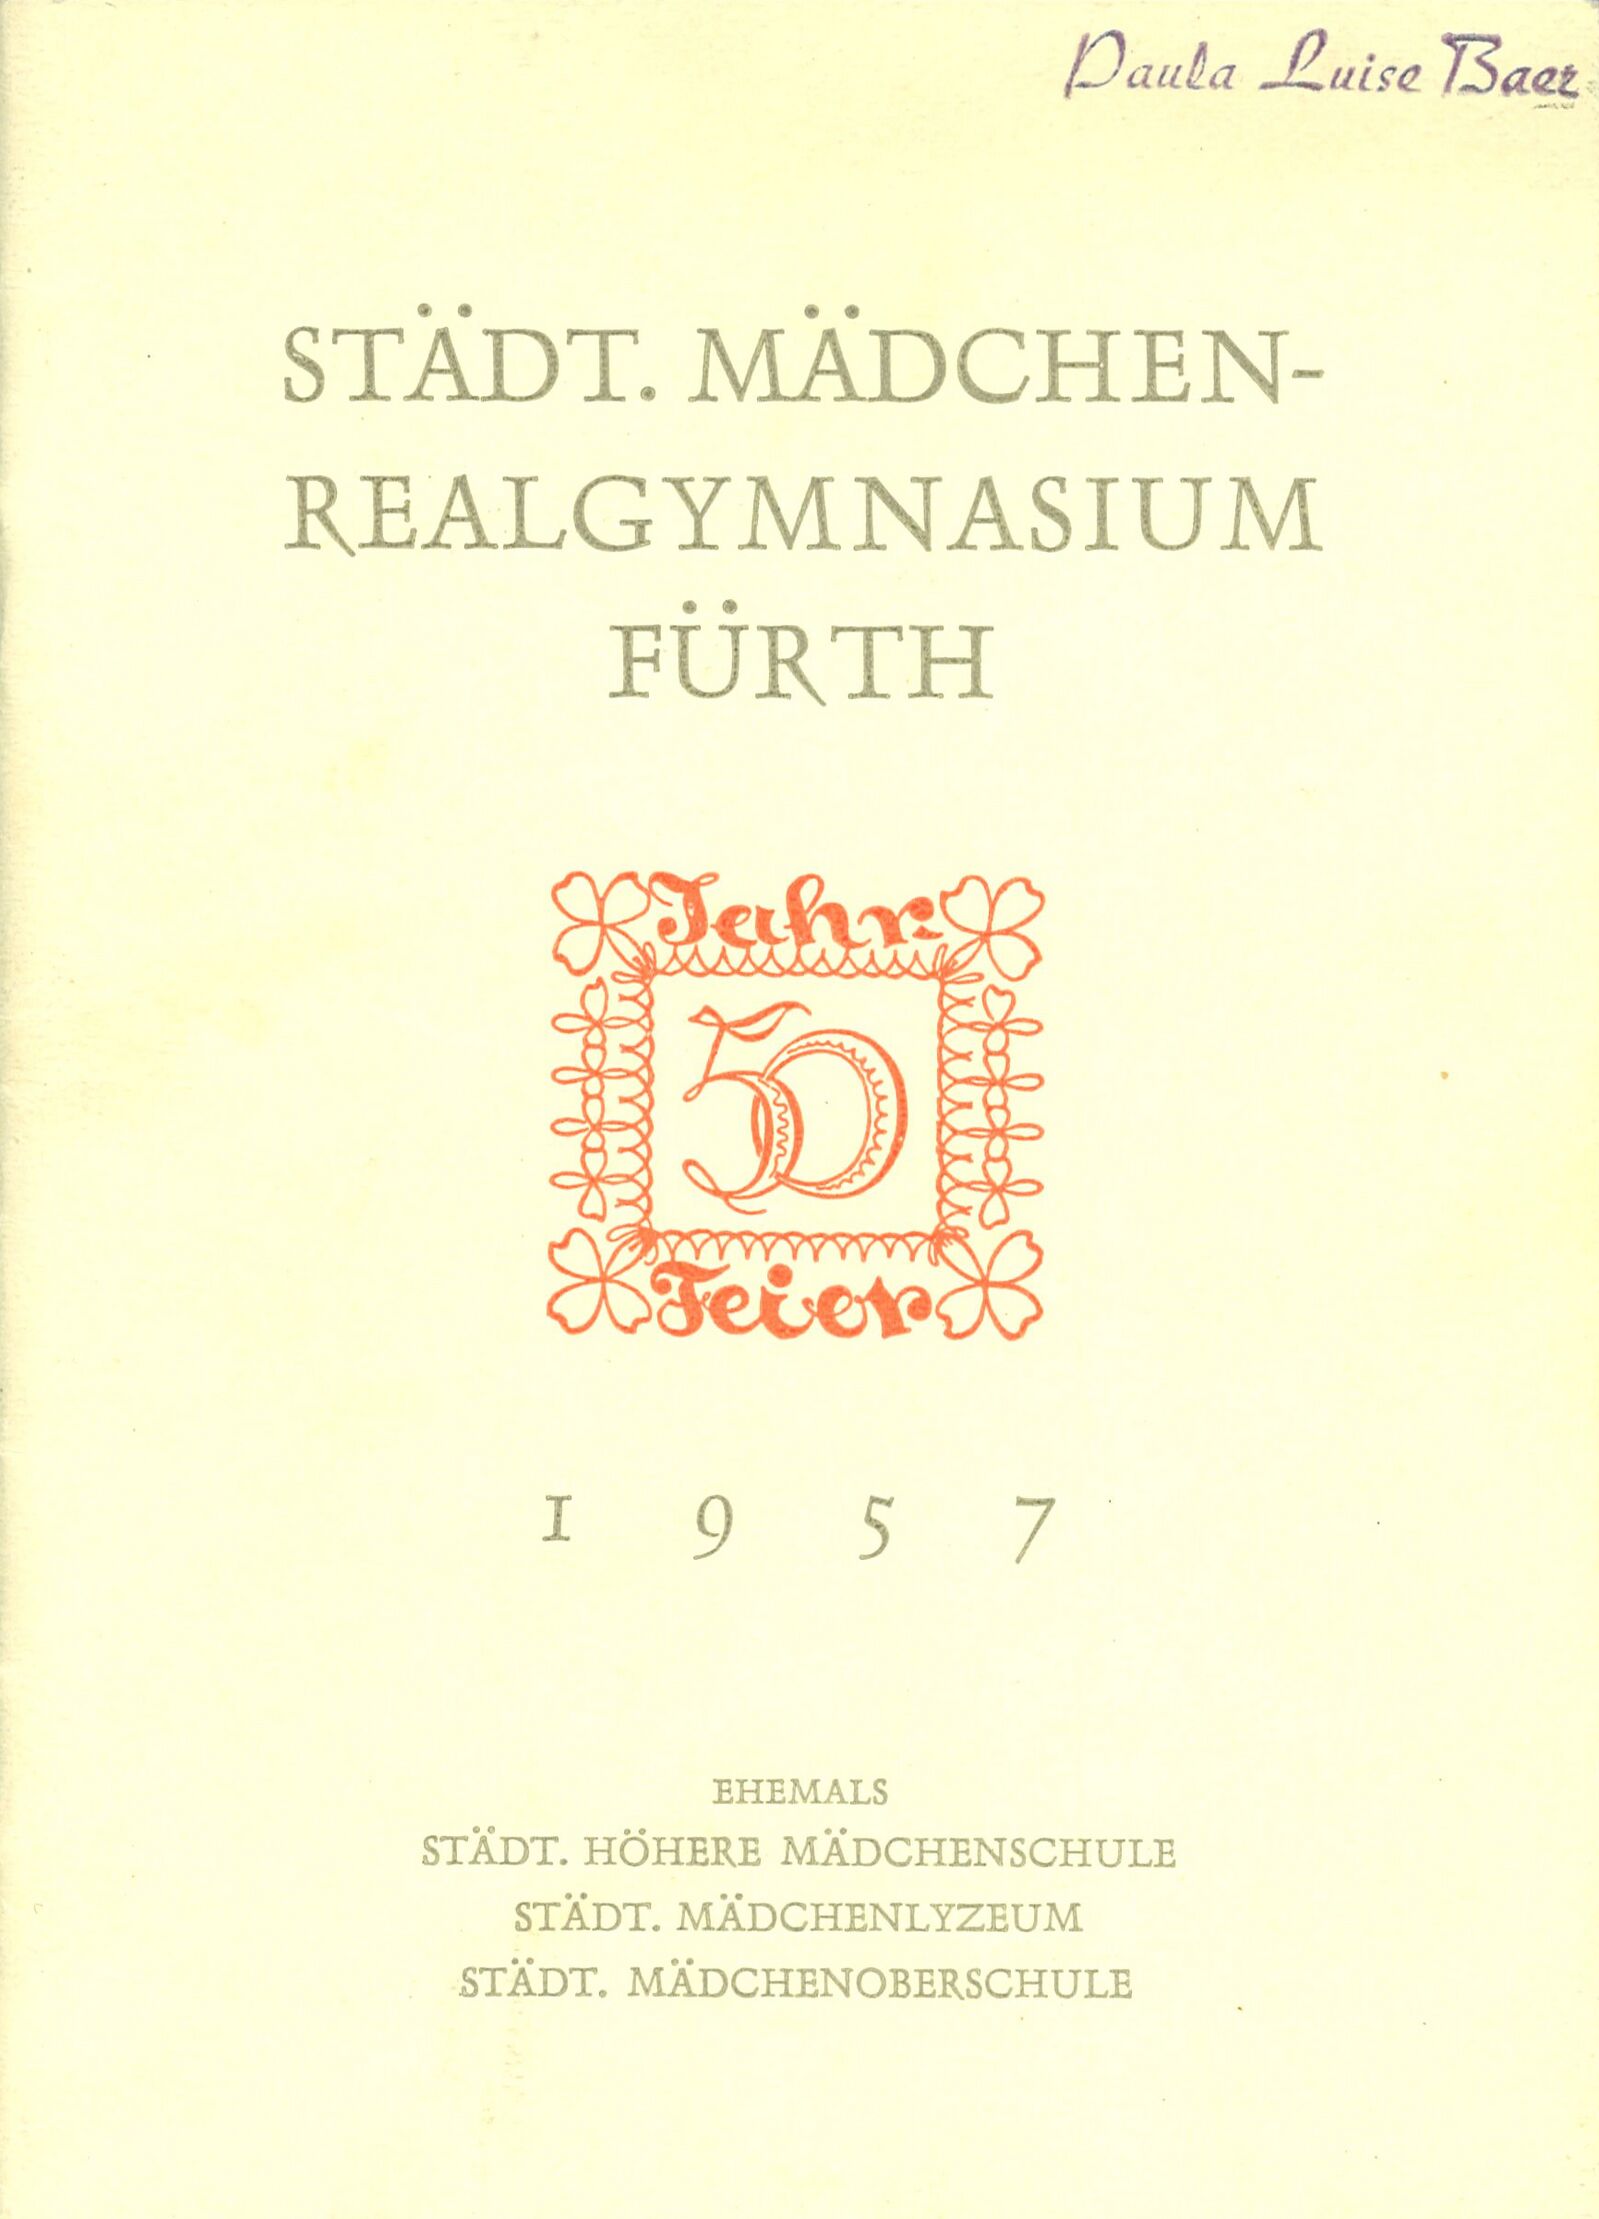 Paula Luise Baer
STÄDT. MÄDCHEN-
REALGYMNASIUM
FÜRTH
Jahr
50
Feier
1957
EHEMALS
STÄDT. HÖHERE MÄDCHENSCHULE
STÄDT. MÄDCHENLYZEUM
STÄDT. MÄDCHENOBERSCHULE